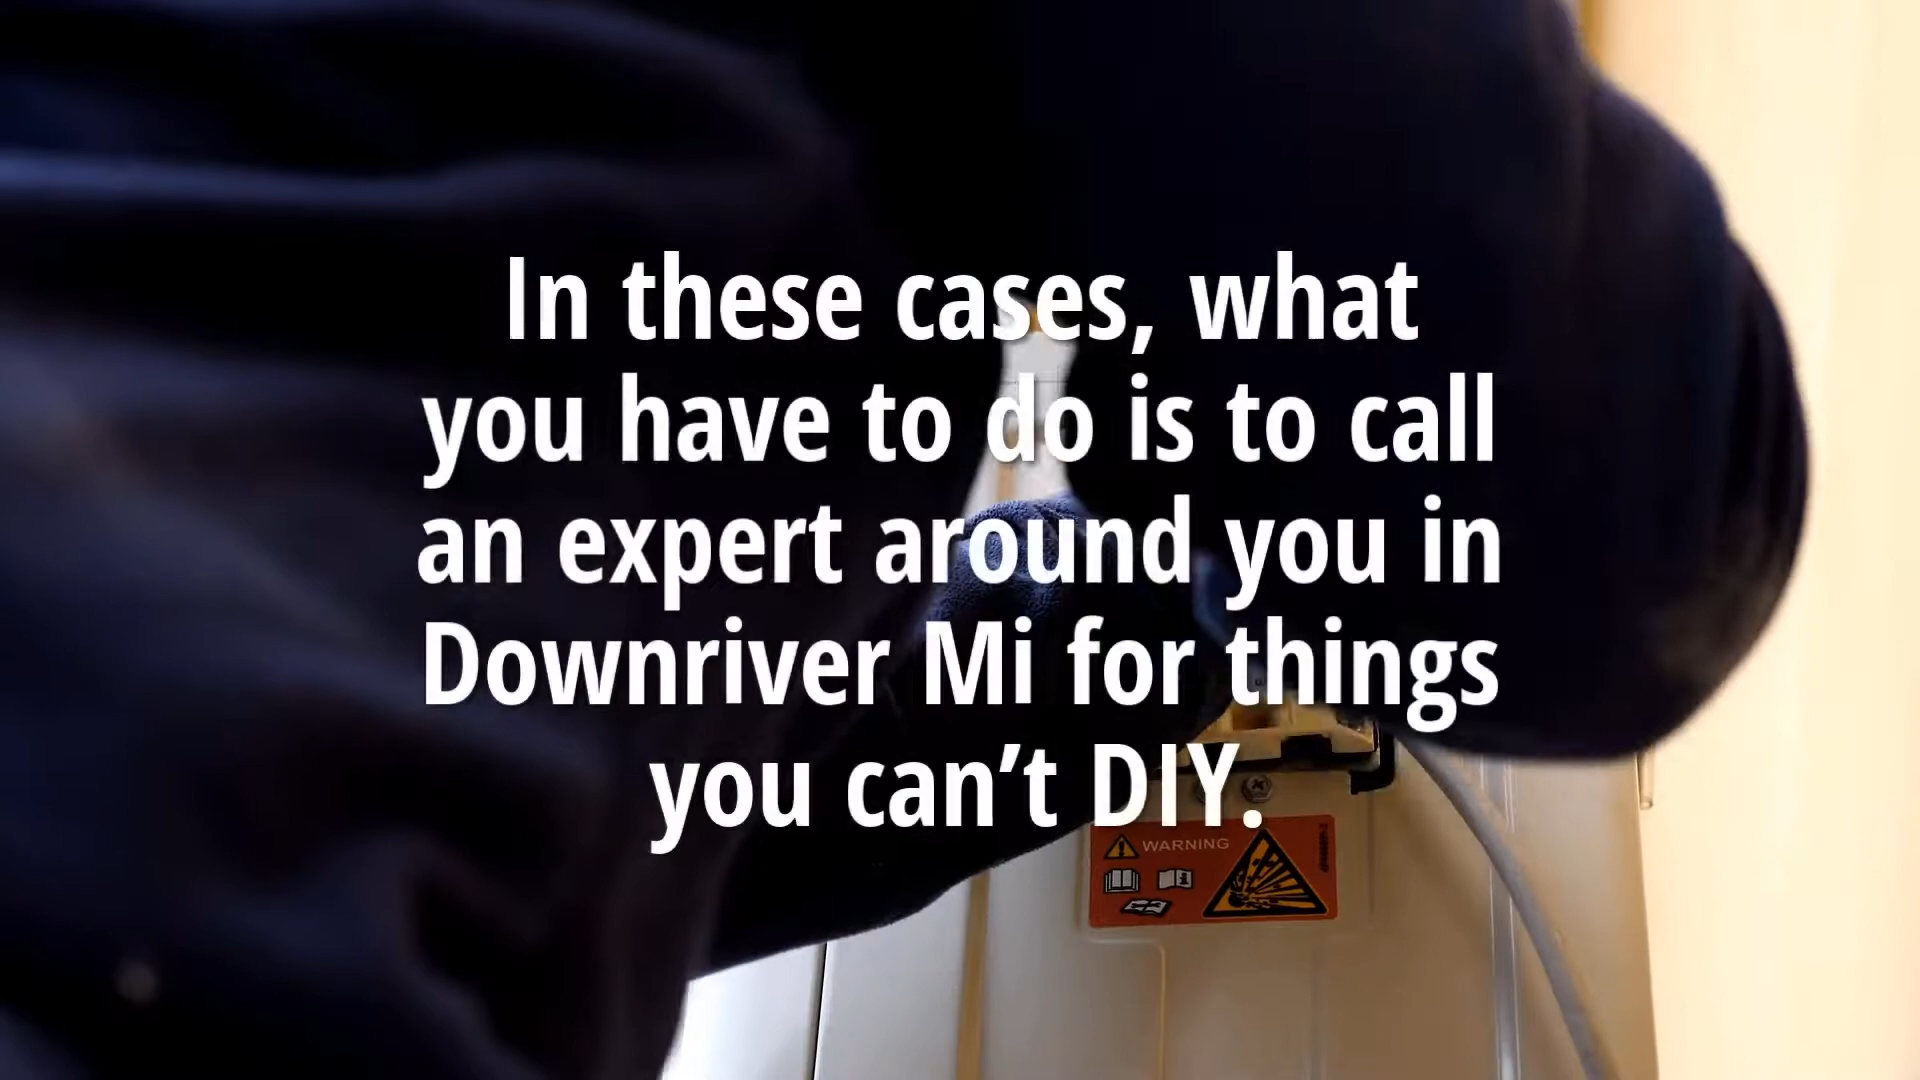 In these cases, what
you have to do is to call
an expert around you in
Downriver Mi for things
you can’t DIY.
WARNING